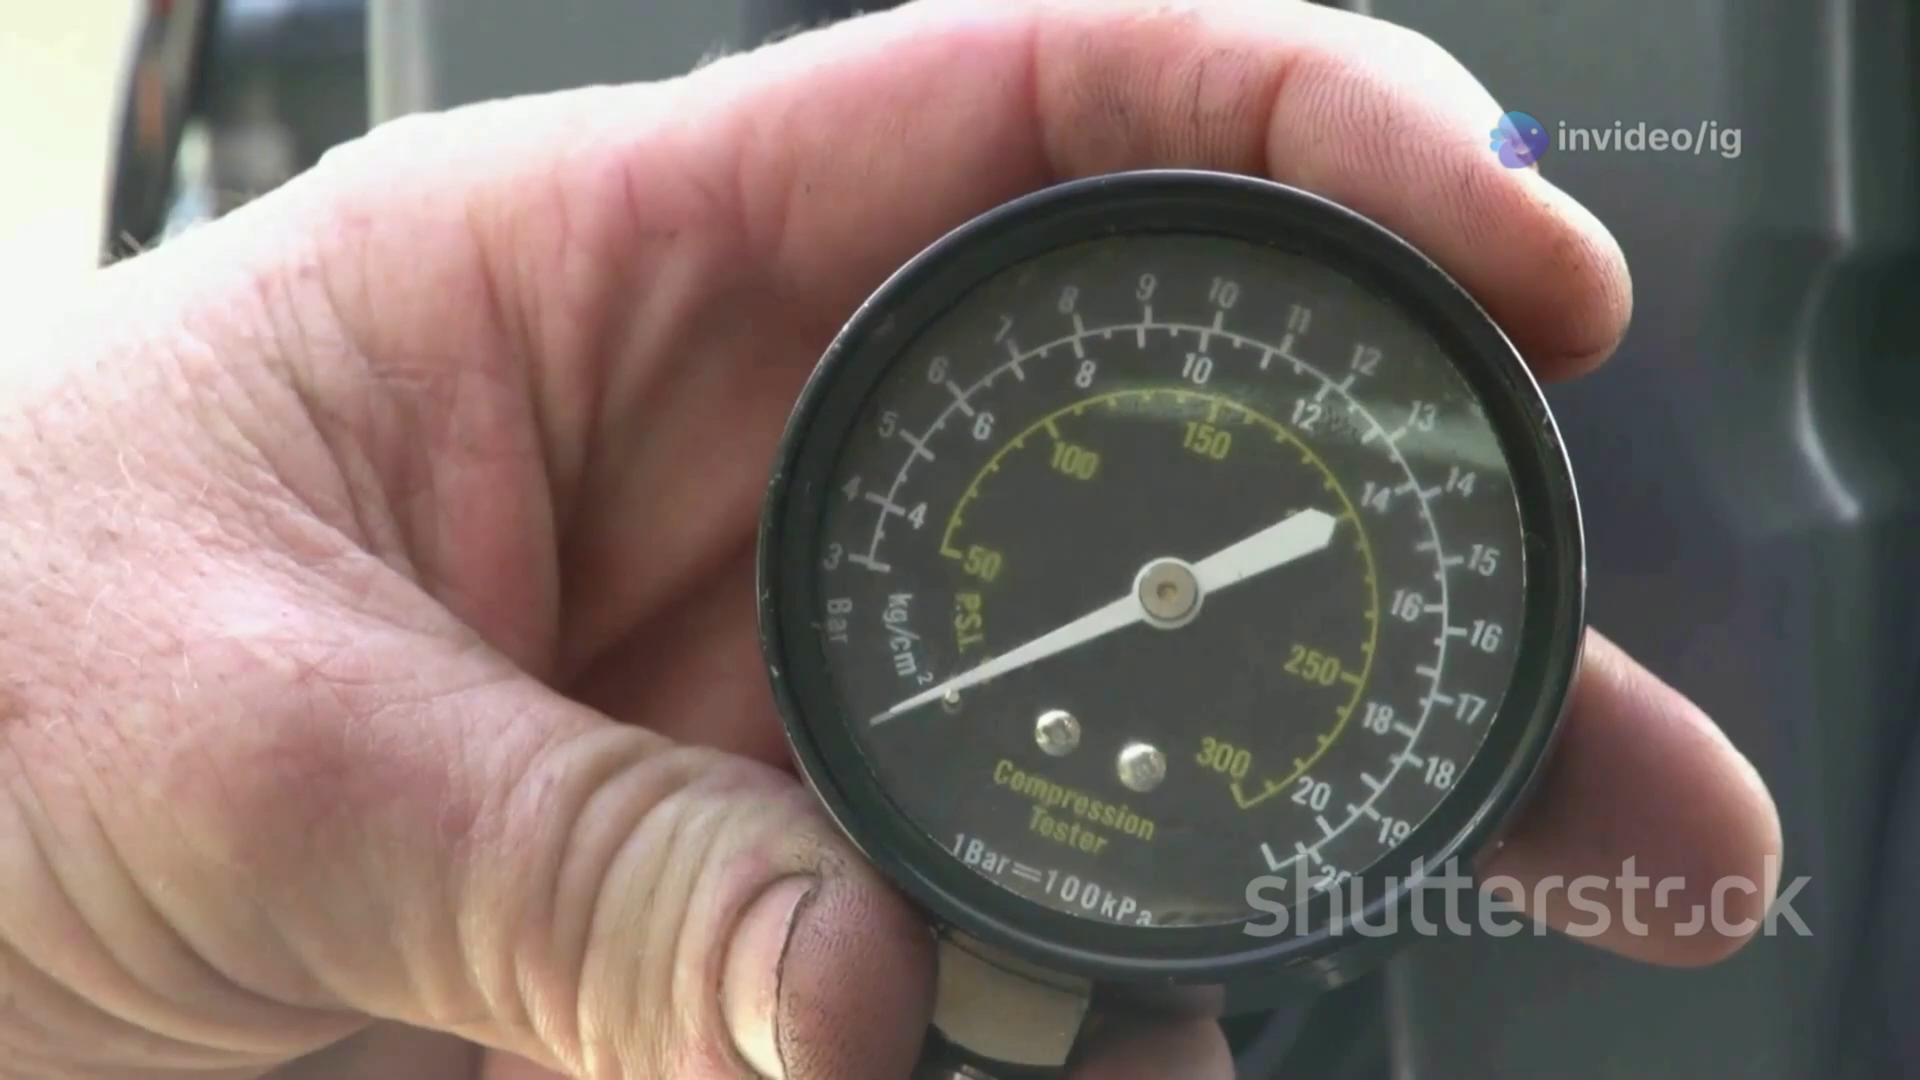 invideo/ig
3 4 5 6 7 8 9 10 11 12 13 14 15 16 17 18 19
4 6 8 10 12 14 16 18 20
50 100 150 250 300
Bar
kg/cm²
P.S.I.
Compression
Tester
1Bar=100kPa
shutterstock